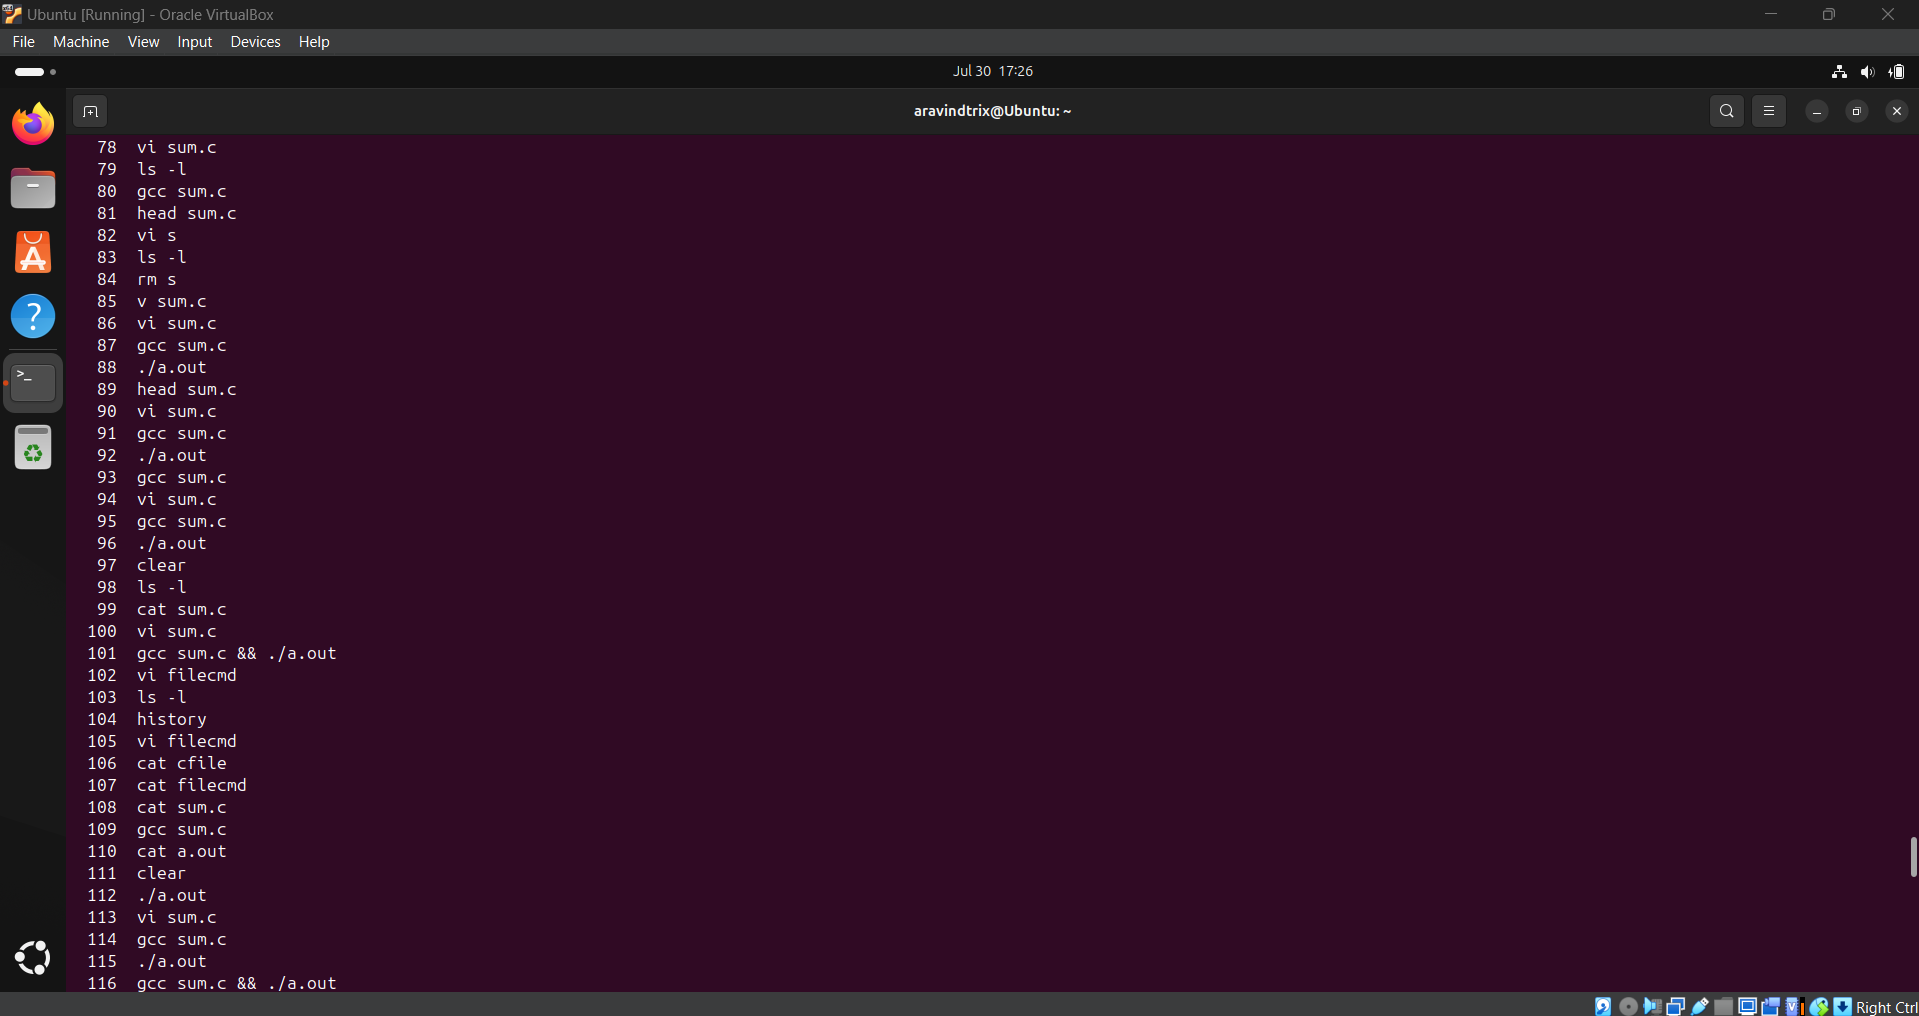 Ubuntu [Running] - Oracle VirtualBox
File Machine View Input Devices Help
Jul 30 17:26
aravindtrix@Ubuntu: ~
78 vi sum.c
79 ls -l
80 gcc sum.c
81 head sum.c
82 vi s
83 ls -l
84 rm s
85 v sum.c
86 vi sum.c
87 gcc sum.c
88 ./a.out
89 head sum.c
90 vi sum.c
91 gcc sum.c
92 ./a.out
93 gcc sum.c
94 vi sum.c
95 gcc sum.c
96 ./a.out
97 clear
98 ls -l
99 cat sum.c
100 vi sum.c
101 gcc sum.c && ./a.out
102 vi filecmd
103 ls -l
104 history
105 vi filecmd
106 cat cfile
107 cat filecmd
108 cat sum.c
109 gcc sum.c
110 cat a.out
111 clear
112 ./a.out
113 vi sum.c
114 gcc sum.c
115 ./a.out
116 gcc sum.c && ./a.out
Right Ctrl